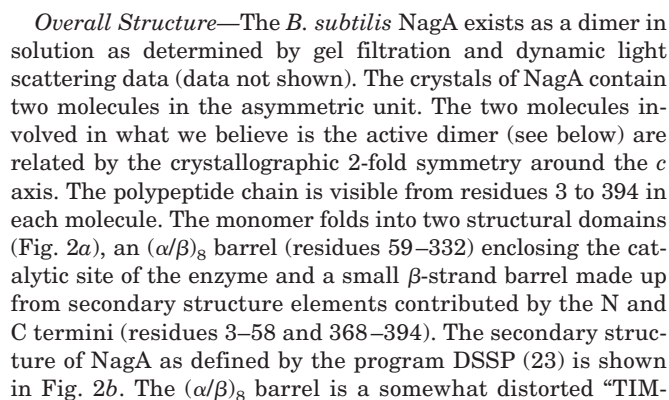 Overall Structure—The B. subtilis NagA exists as a dimer in
solution as determined by gel filtration and dynamic light
scattering data (data not shown). The crystals of NagA contain
two molecules in the asymmetric unit. The two molecules in-
volved in what we believe is the active dimer (see below) are
related by the crystallographic 2-fold symmetry around the c
axis. The polypeptide chain is visible from residues 3 to 394 in
each molecule. The monomer folds into two structural domains
(Fig. 2a), an (α/β)₈ barrel (residues 59–332) enclosing the cat-
alytic site of the enzyme and a small β-strand barrel made up
from secondary structure elements contributed by the N and
C termini (residues 3–58 and 368–394). The secondary struc-
ture of NagA as defined by the program DSSP (23) is shown
in Fig. 2b. The (α/β)₈ barrel is a somewhat distorted “TIM-